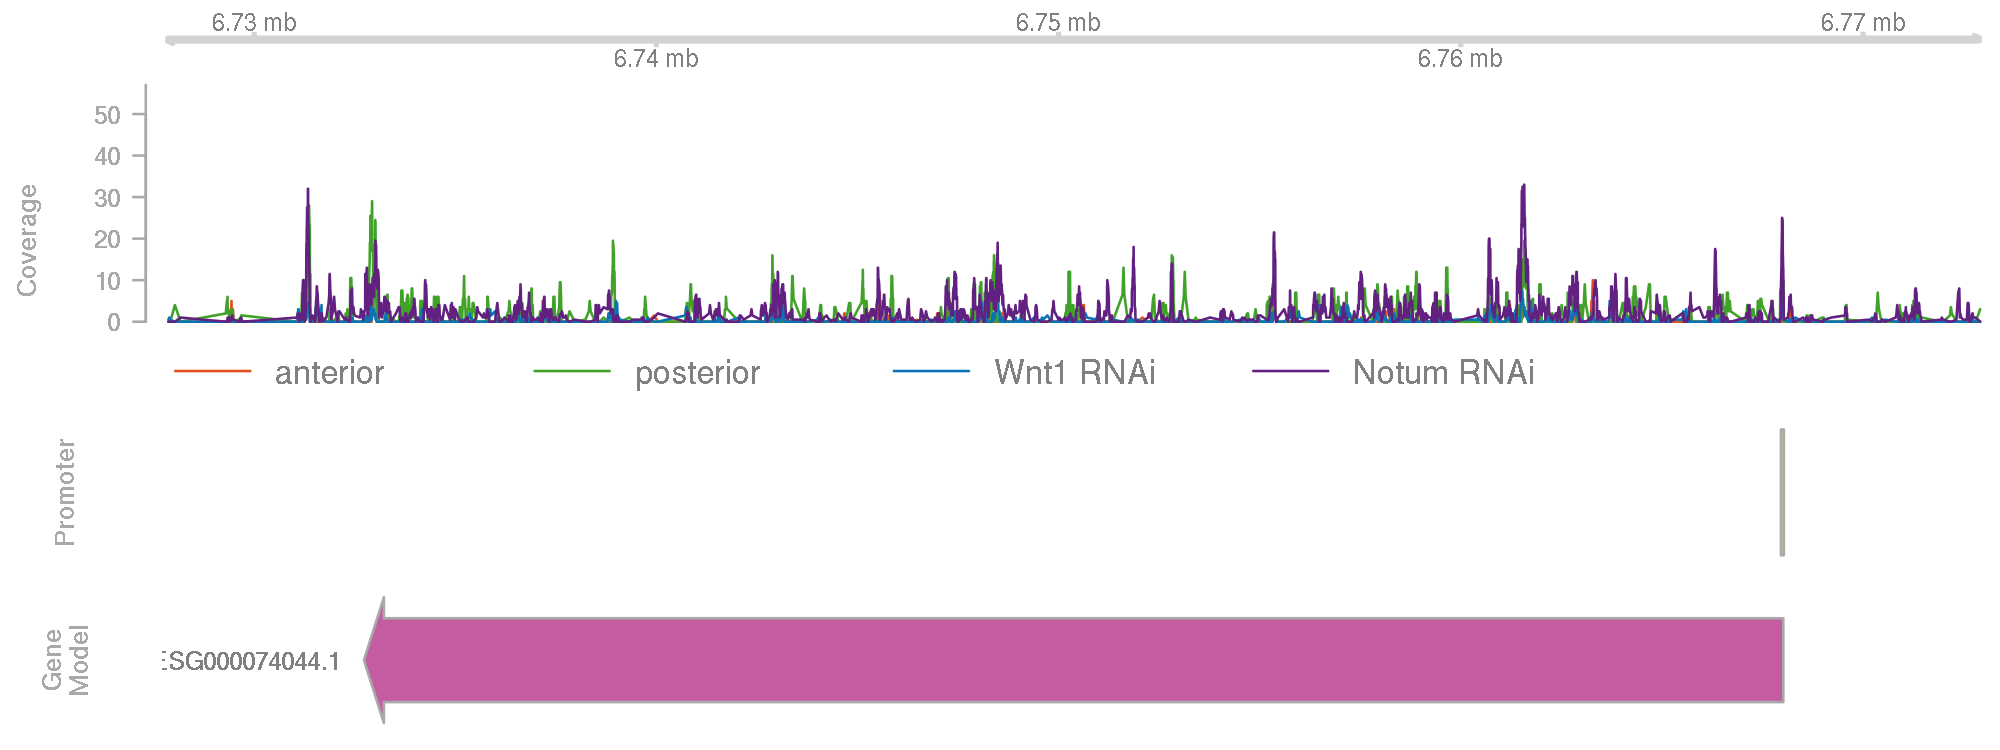 6.73 mb 6.75 mb 6.77 mb
6.74 mb 6.76 mb
Coverage
50
40
30
20
10
0
anterior posterior Wnt1 RNAi Notum RNAi
Promoter
Gene
Model
SG000074044.1